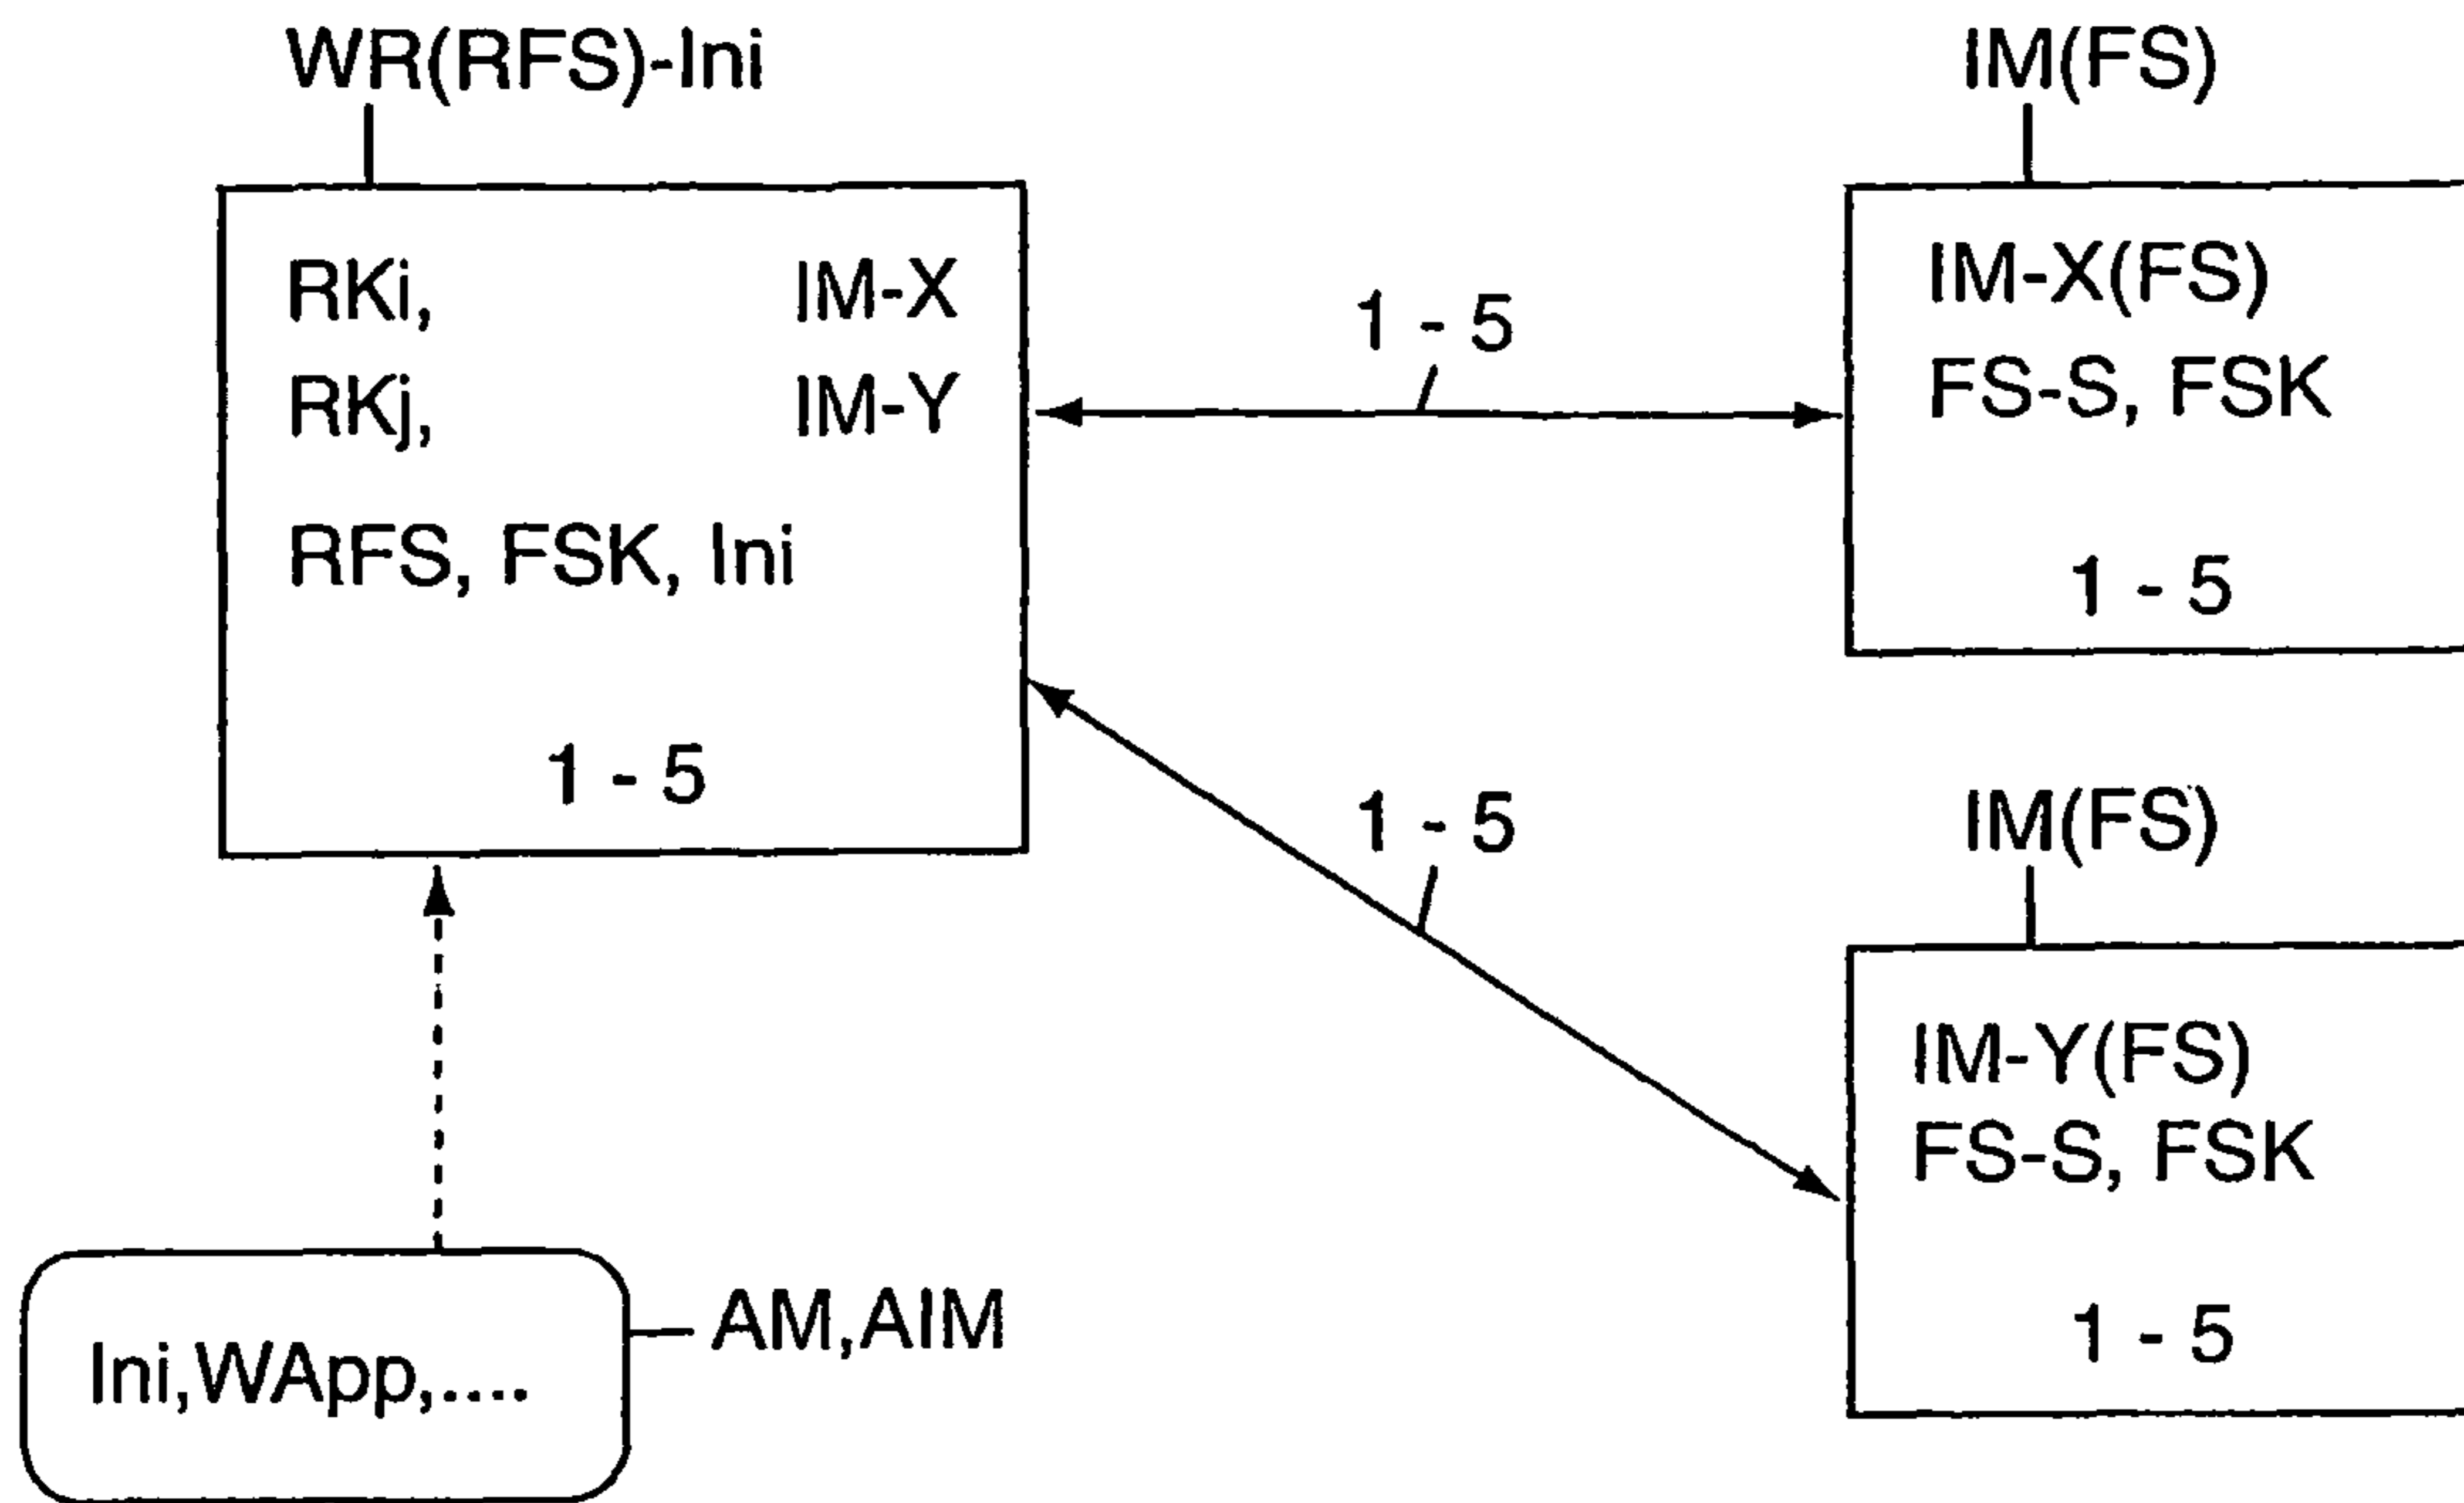 WR(RFS)-Ini
RKi, IM-X
RKj, IM-Y
RFS, FSK, Ini
1 - 5
1 - 5
IM(FS)
IM-X(FS)
FS-S, FSK
1 - 5
1 - 5
IM(FS)
IM-Y(FS)
FS-S, FSK
1 - 5
Ini,WApp,....
AM,AIM